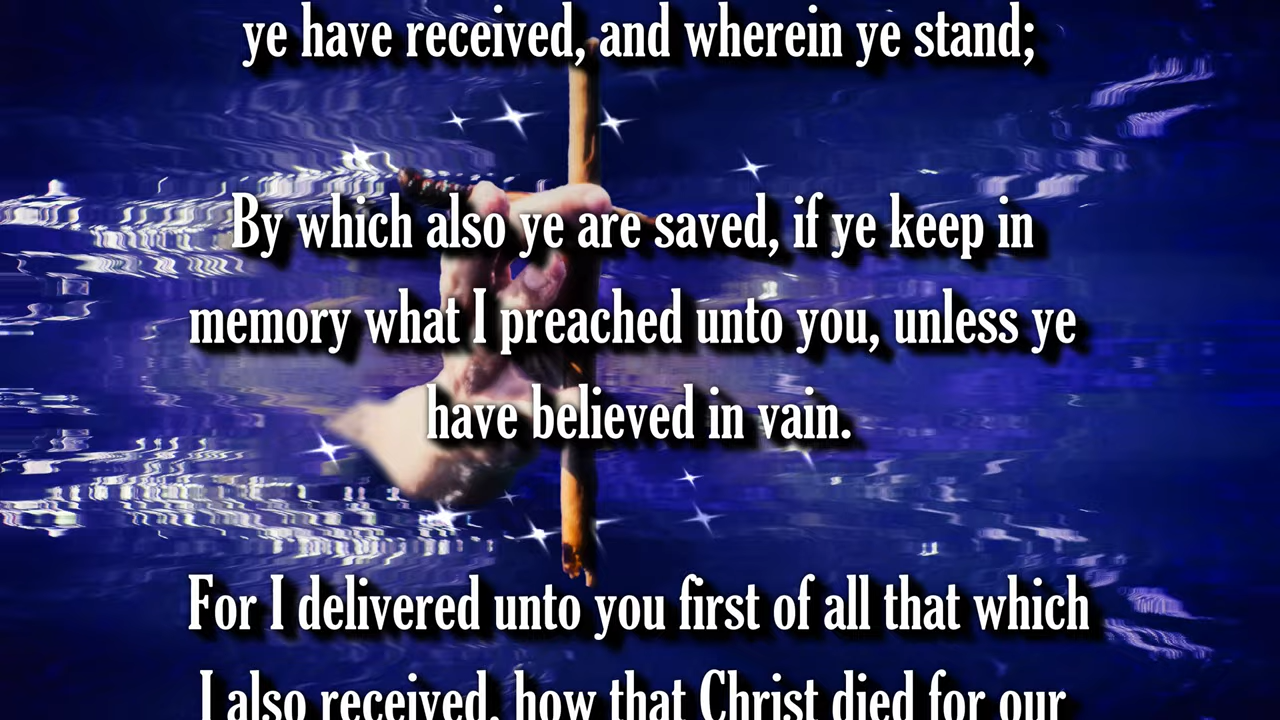 ye have received, and wherein ye stand;
By which also ye are saved, if ye keep in
memory what I preached unto you, unless ye
have believed in vain.
For I delivered unto you first of all that which
I also received, how that Christ died for our